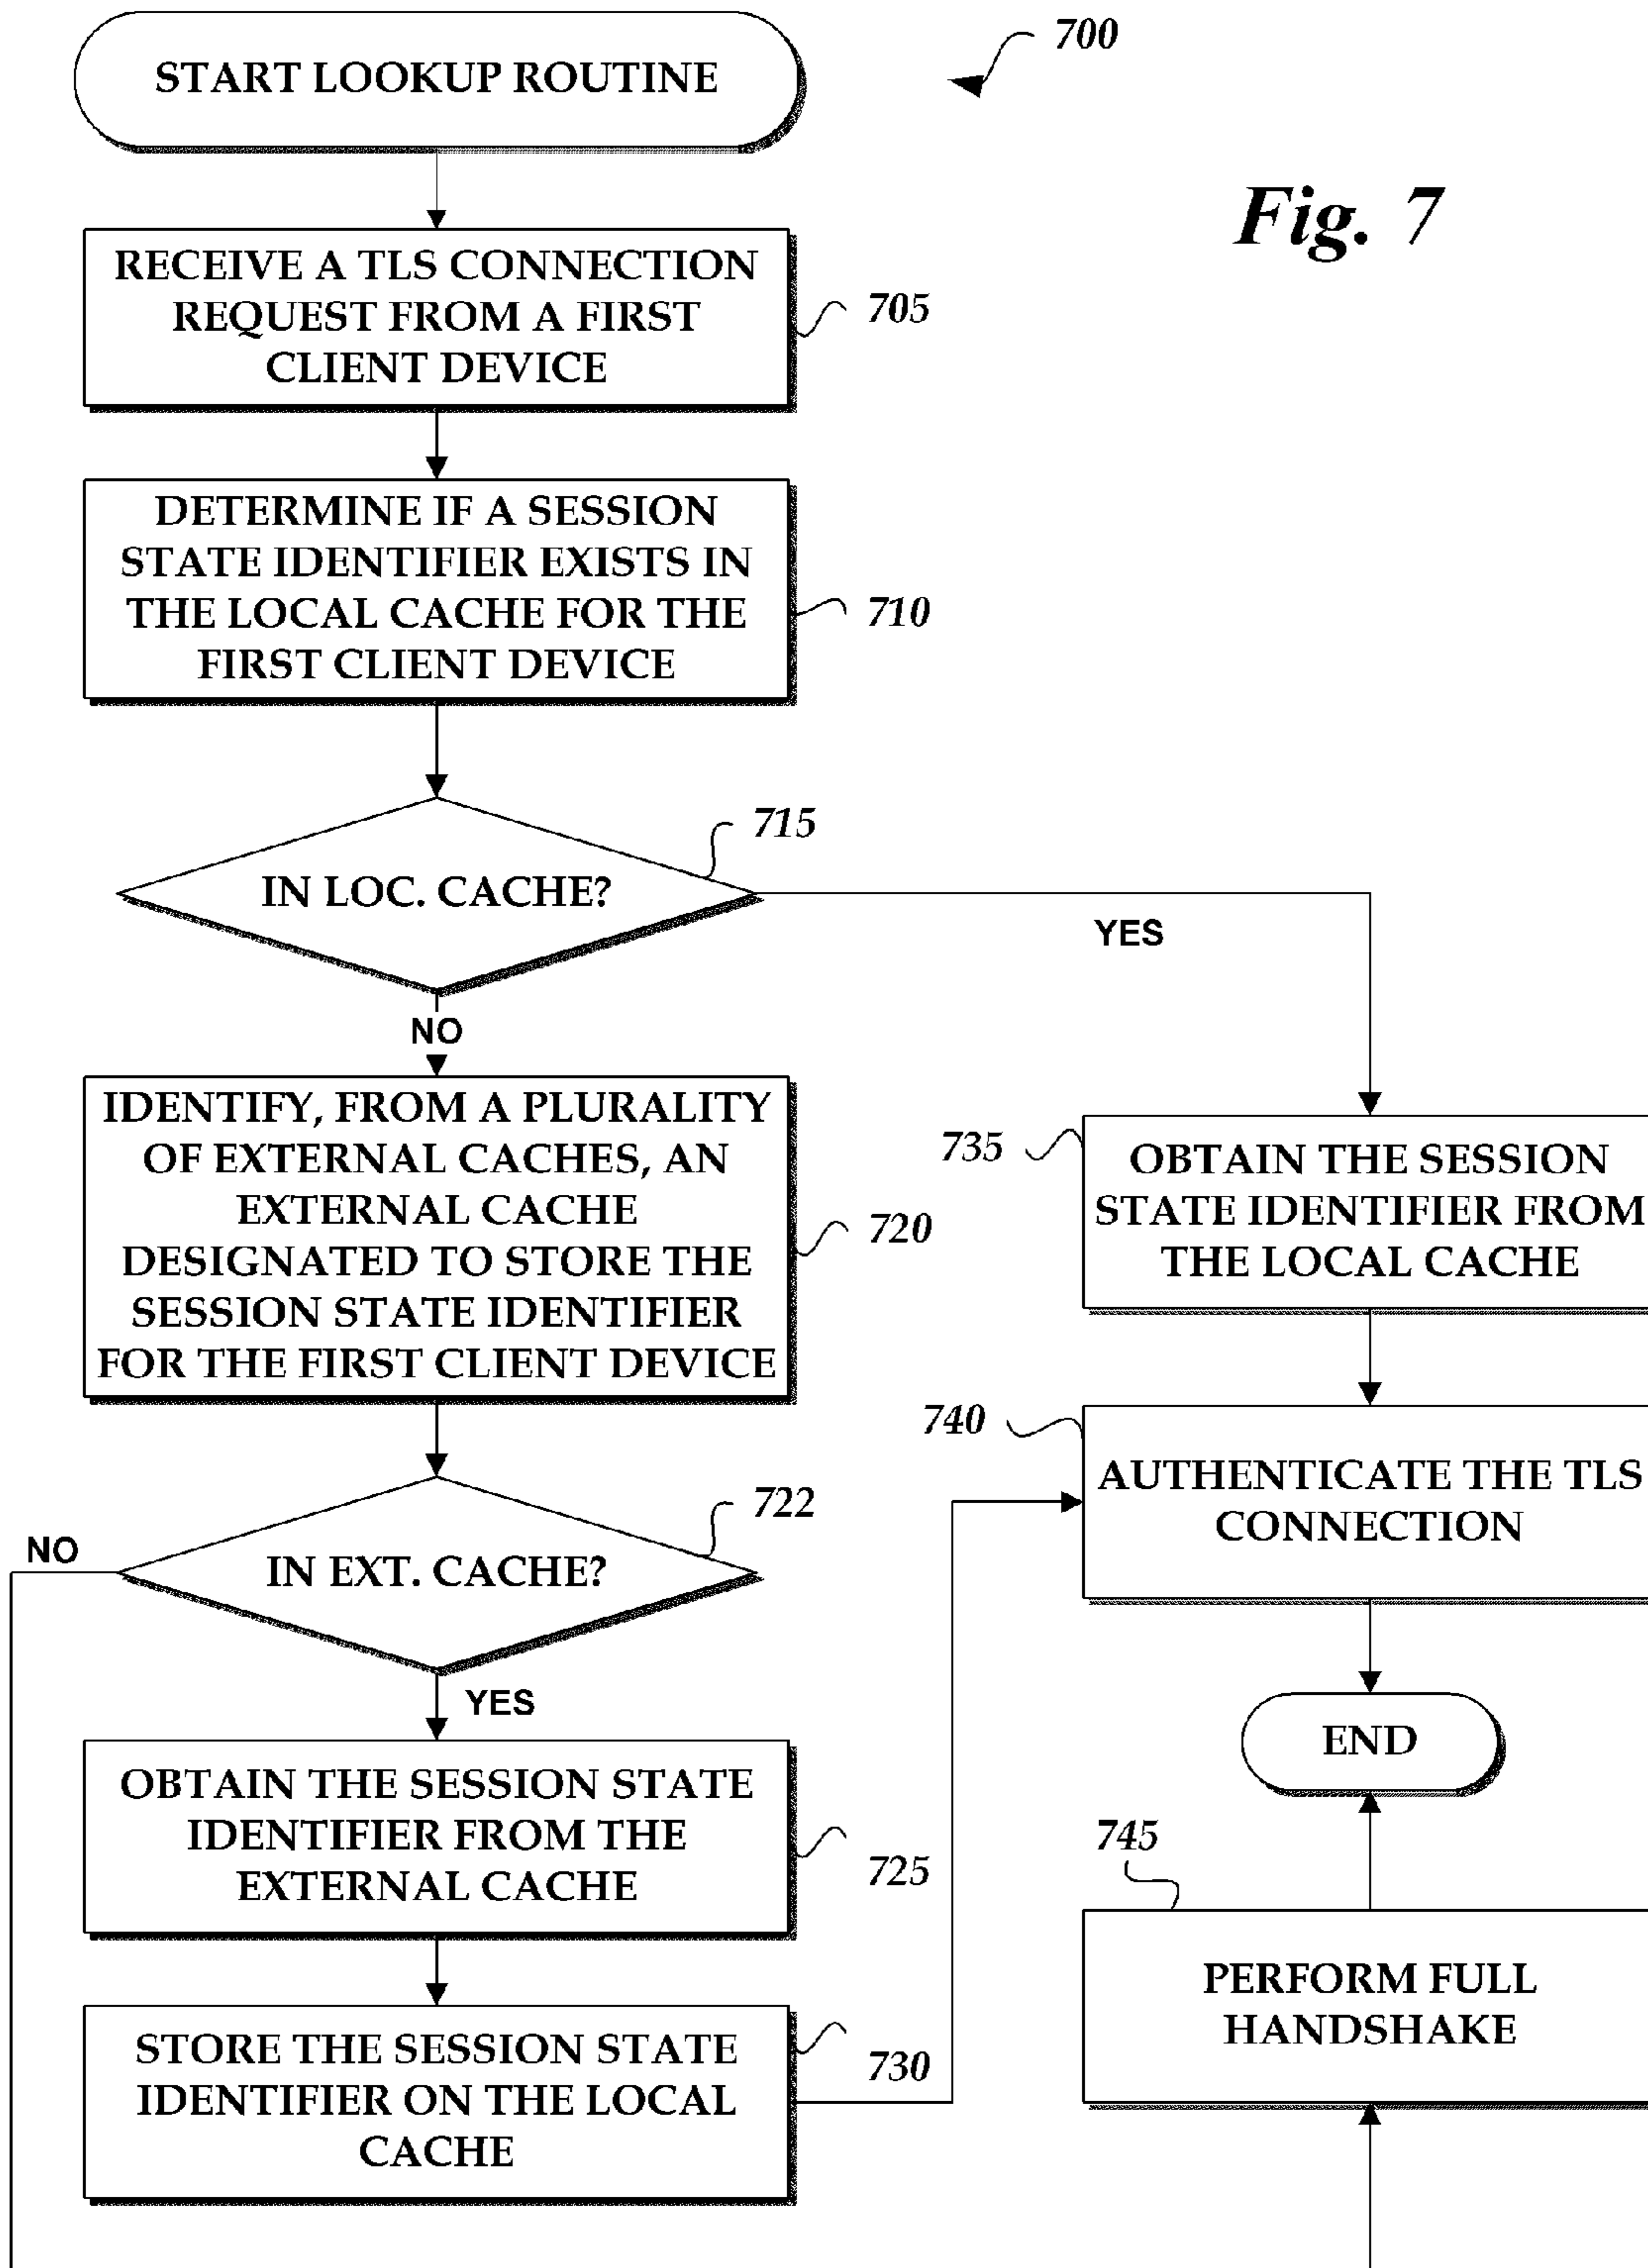 START LOOKUP ROUTINE
700
Fig. 7
RECEIVE A TLS CONNECTION
REQUEST FROM A FIRST
CLIENT DEVICE
705
DETERMINE IF A SESSION
STATE IDENTIFIER EXISTS IN
THE LOCAL CACHE FOR THE
FIRST CLIENT DEVICE
710
715
IN LOC. CACHE?
YES
NO
IDENTIFY, FROM A PLURALITY
OF EXTERNAL CACHES, AN
EXTERNAL CACHE
DESIGNATED TO STORE THE
SESSION STATE IDENTIFIER
FOR THE FIRST CLIENT DEVICE
720
735
OBTAIN THE SESSION
STATE IDENTIFIER FROM
THE LOCAL CACHE
740
AUTHENTICATE THE TLS
CONNECTION
722
IN EXT. CACHE?
NO
YES
END
OBTAIN THE SESSION STATE
IDENTIFIER FROM THE
EXTERNAL CACHE
725
745
PERFORM FULL
HANDSHAKE
STORE THE SESSION STATE
IDENTIFIER ON THE LOCAL
CACHE
730